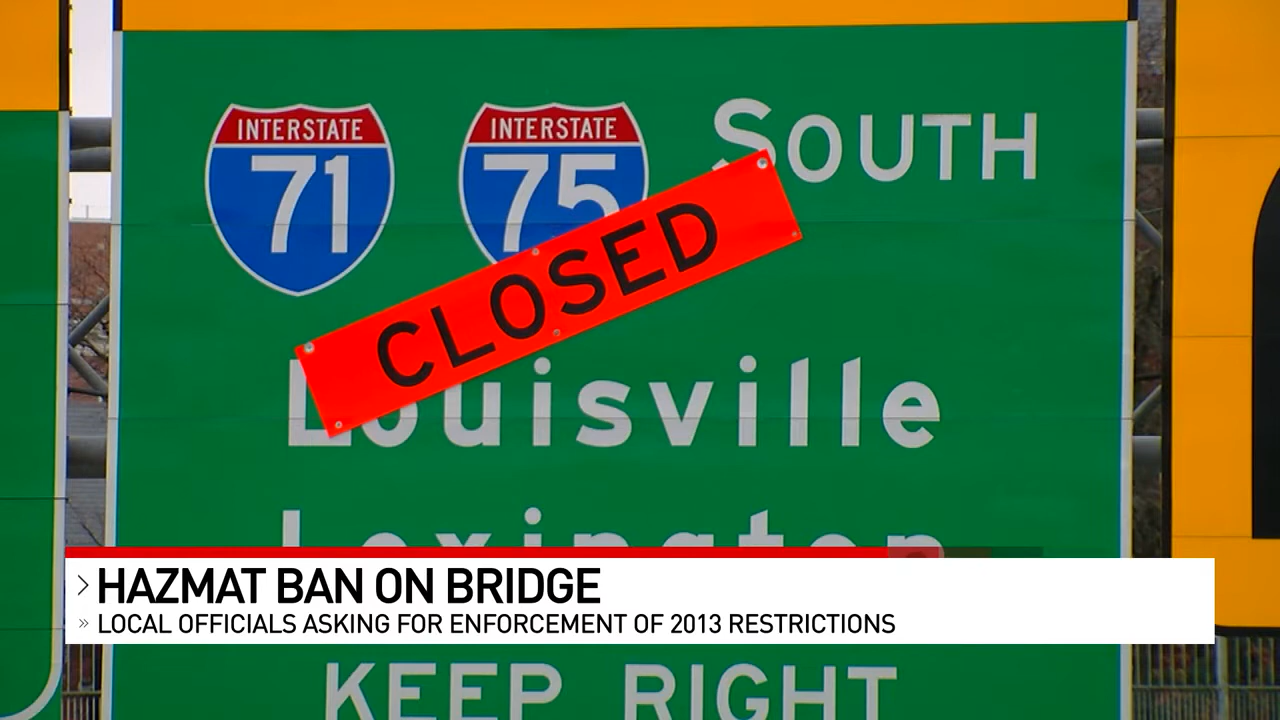 INTERSTATE 71 INTERSTATE 75 SOUTH
CLOSED
Louisville
Lexington
> HAZMAT BAN ON BRIDGE
» LOCAL OFFICIALS ASKING FOR ENFORCEMENT OF 2013 RESTRICTIONS
KEEP RIGHT